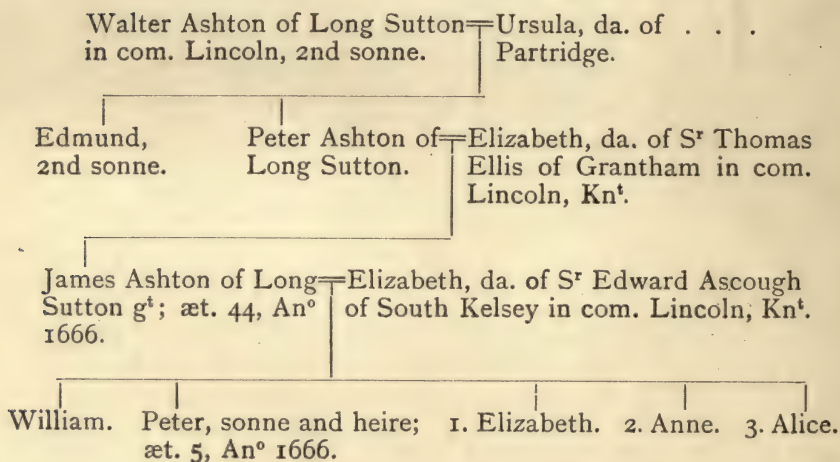 Walter Ashton of Long Sutton=Ursula, da. of . . .
in com. Lincoln, 2nd sonne. Partridge.
Edmund, Peter Ashton of=Elizabeth, da. of Sʳ Thomas
2nd sonne. Long Sutton. Ellis of Grantham in com.
Lincoln, Knᵗ.
James Ashton of Long=Elizabeth, da. of Sʳ Edward Ascough
Sutton gᵗ; æt. 44, Anº of South Kelsey in com. Lincoln, Knᵗ.
1666.
William. Peter, sonne and heire; 1. Elizabeth. 2. Anne. 3. Alice.
æt. 5, Anº 1666.